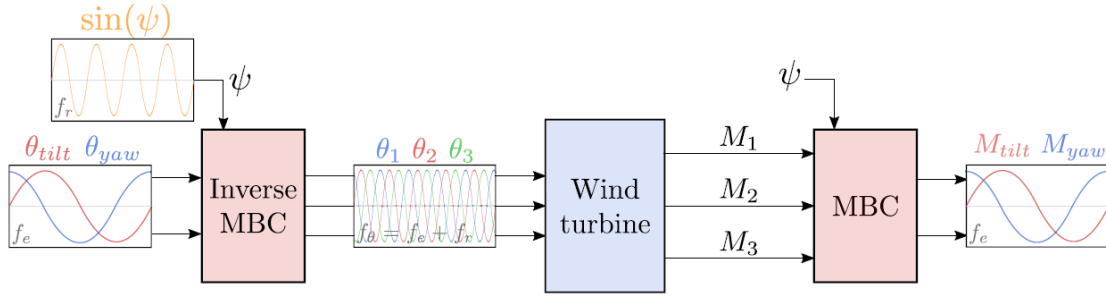 sin(ψ)
f_r
ψ
θ_tilt θ_yaw
f_e
Inverse
MBC
θ_1 θ_2 θ_3
f_θ = f_e + f_r
Wind
turbine
M_1
M_2
M_3
ψ
MBC
M_tilt M_yaw
f_e